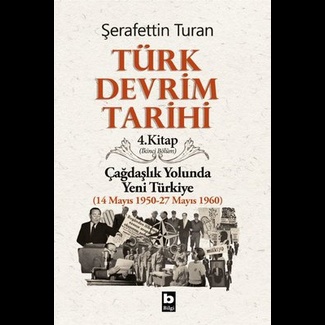 Şerafettin Turan
TÜRK
DEVRİM
TARİHİ
4.Kitap
(İkinci Bölüm)
Çağdaşlık Yolunda
Yeni Türkiye
(14 Mayıs 1950-27 Mayıs 1960)
b
Bilgi